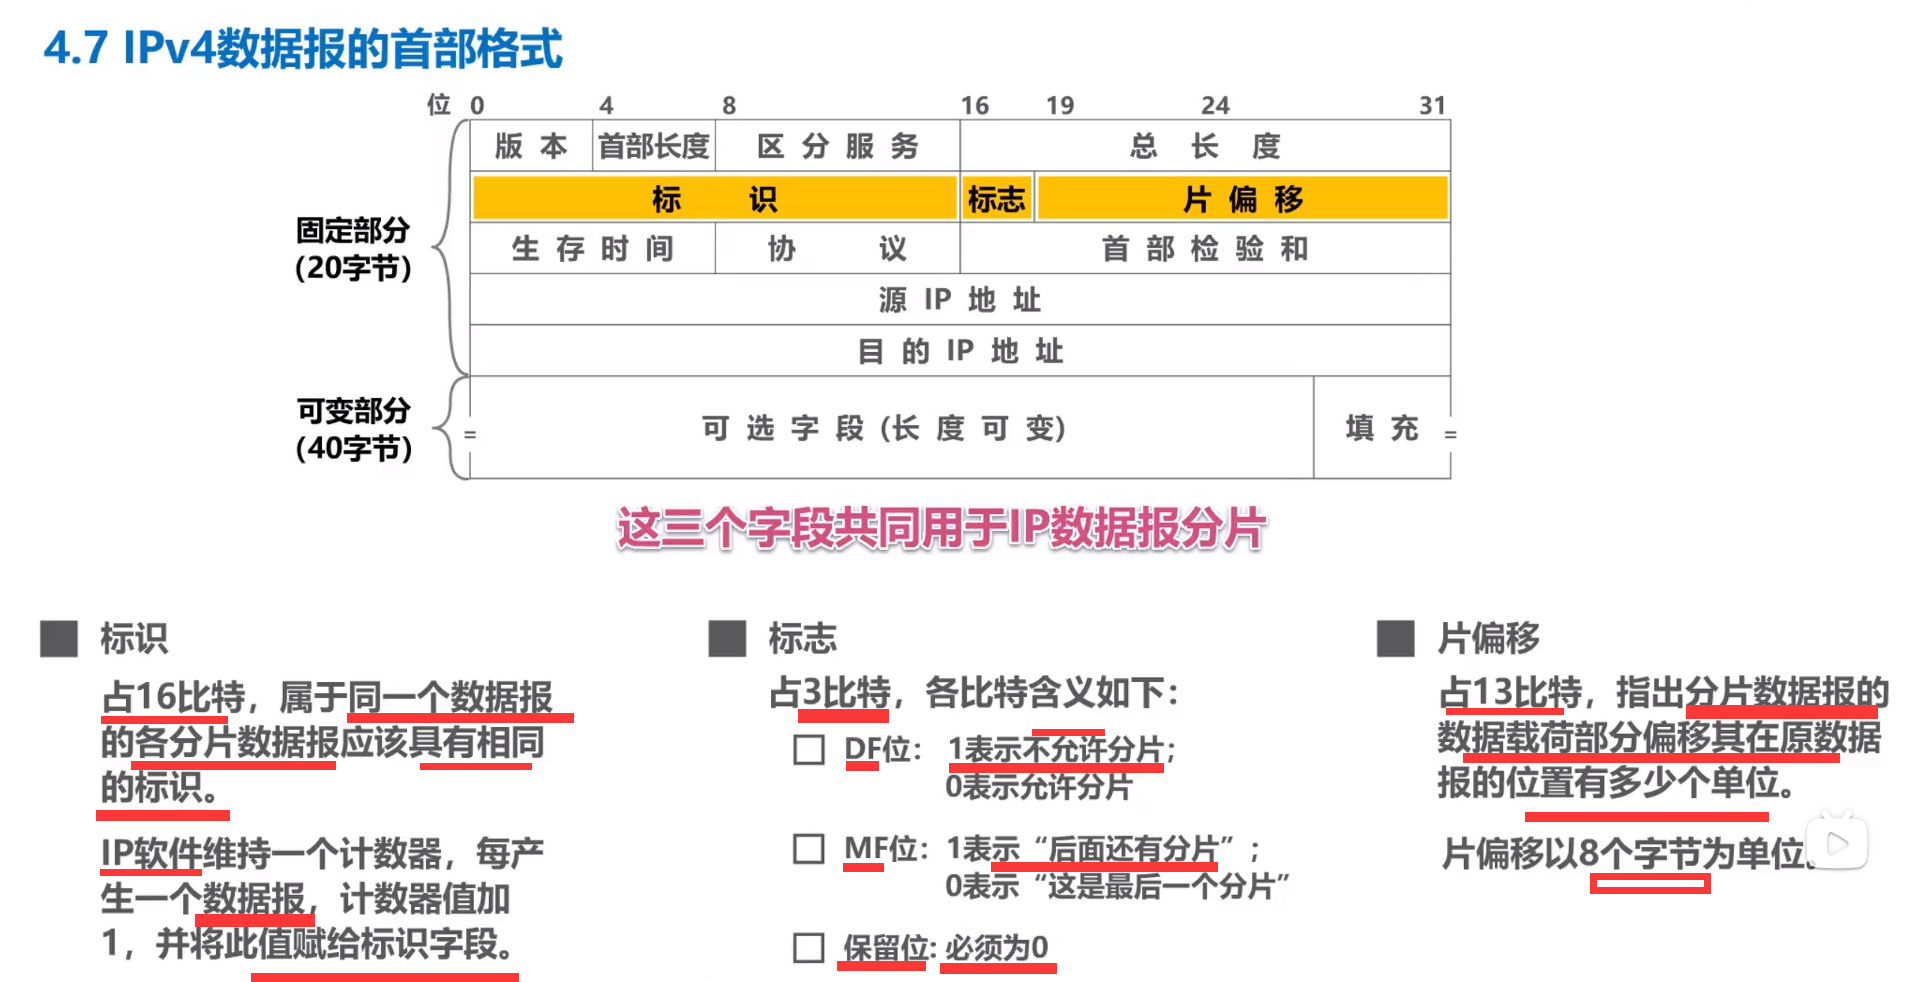 4.7 IPv4数据报的首部格式
位 0 4 8 16 19 24 31
版 本 首部长度 区 分 服 务 总 长 度
标 识 标志 片 偏 移
固定部分
(20字节)
生 存 时 间 协 议 首 部 检 验 和
源 IP 地 址
目 的 IP 地 址
可变部分
(40字节)
可 选 字 段 (长 度 可 变) 填 充
这三个字段共同用于IP数据报分片
标识
占16比特，属于同一个数据报
的各分片数据报应该具有相同
的标识。
IP软件维持一个计数器，每产
生一个数据报，计数器值加
1，并将此值赋给标识字段。
标志
占3比特，各比特含义如下：
DF位： 1表示不允许分片；
0表示允许分片
MF位： 1表示“后面还有分片”；
0表示“这是最后一个分片”
保留位: 必须为0
片偏移
占13比特，指出分片数据报的
数据载荷部分偏移其在原数据
报的位置有多少个单位。
片偏移以8个字节为单位。